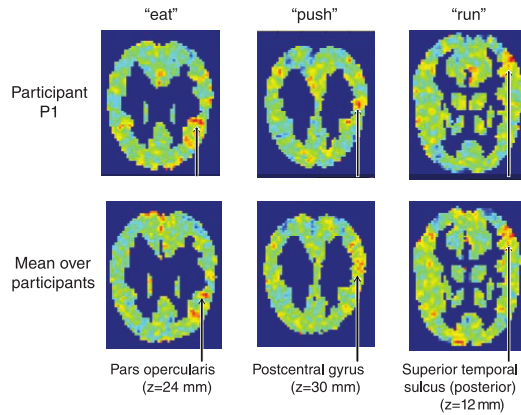 “eat” “push” “run”
Participant
P1
Mean over
participants
Pars opercularis
(z=24 mm)
Postcentral gyrus
(z=30 mm)
Superior temporal
sulcus (posterior)
(z=12 mm)